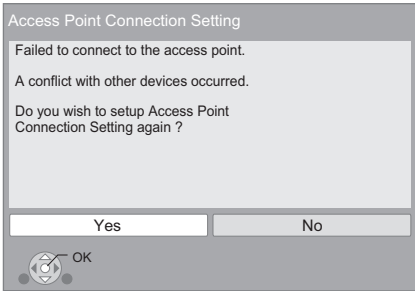 Access Point Connection Setting
Failed to connect to the access point.
A conflict with other devices occurred.
Do you wish to setup Access Point
Connection Setting again ?
Yes
No
OK